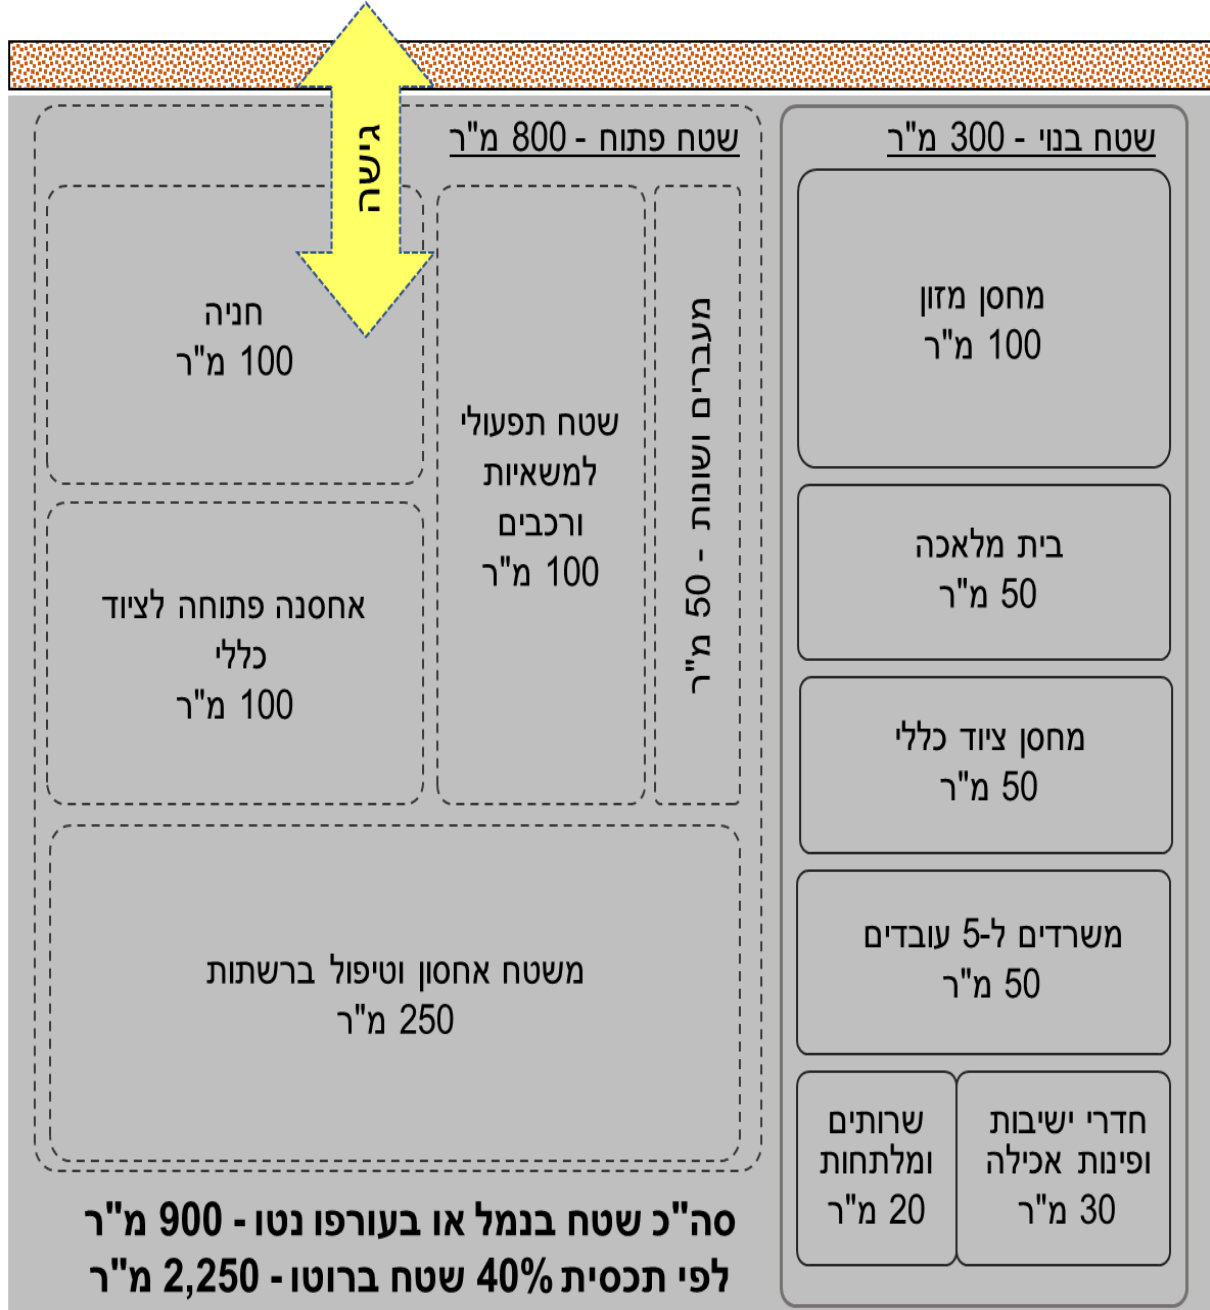 גישה
שטח בנוי - 300 מ"ר
מחסן מזון
100 מ"ר
בית מלאכה
50 מ"ר
מחסן ציוד כללי
50 מ"ר
משרדים ל-5 עובדים
50 מ"ר
חדרי ישיבות
ופינות אכילה
30 מ"ר
שרותים
ומלתחות
20 מ"ר
שטח פתוח - 800 מ"ר
מעברים ושונות - 50 מ"ר
שטח תפעולי
למשאיות
ורכבים
100 מ"ר
חניה
100 מ"ר
אחסנה פתוחה לציוד
כללי
100 מ"ר
משטח אחסון וטיפול ברשתות
250 מ"ר
סה"כ שטח בנמל או בעורפו נטו - 900 מ"ר
לפי תכסית 40% שטח ברוטו - 2,250 מ"ר